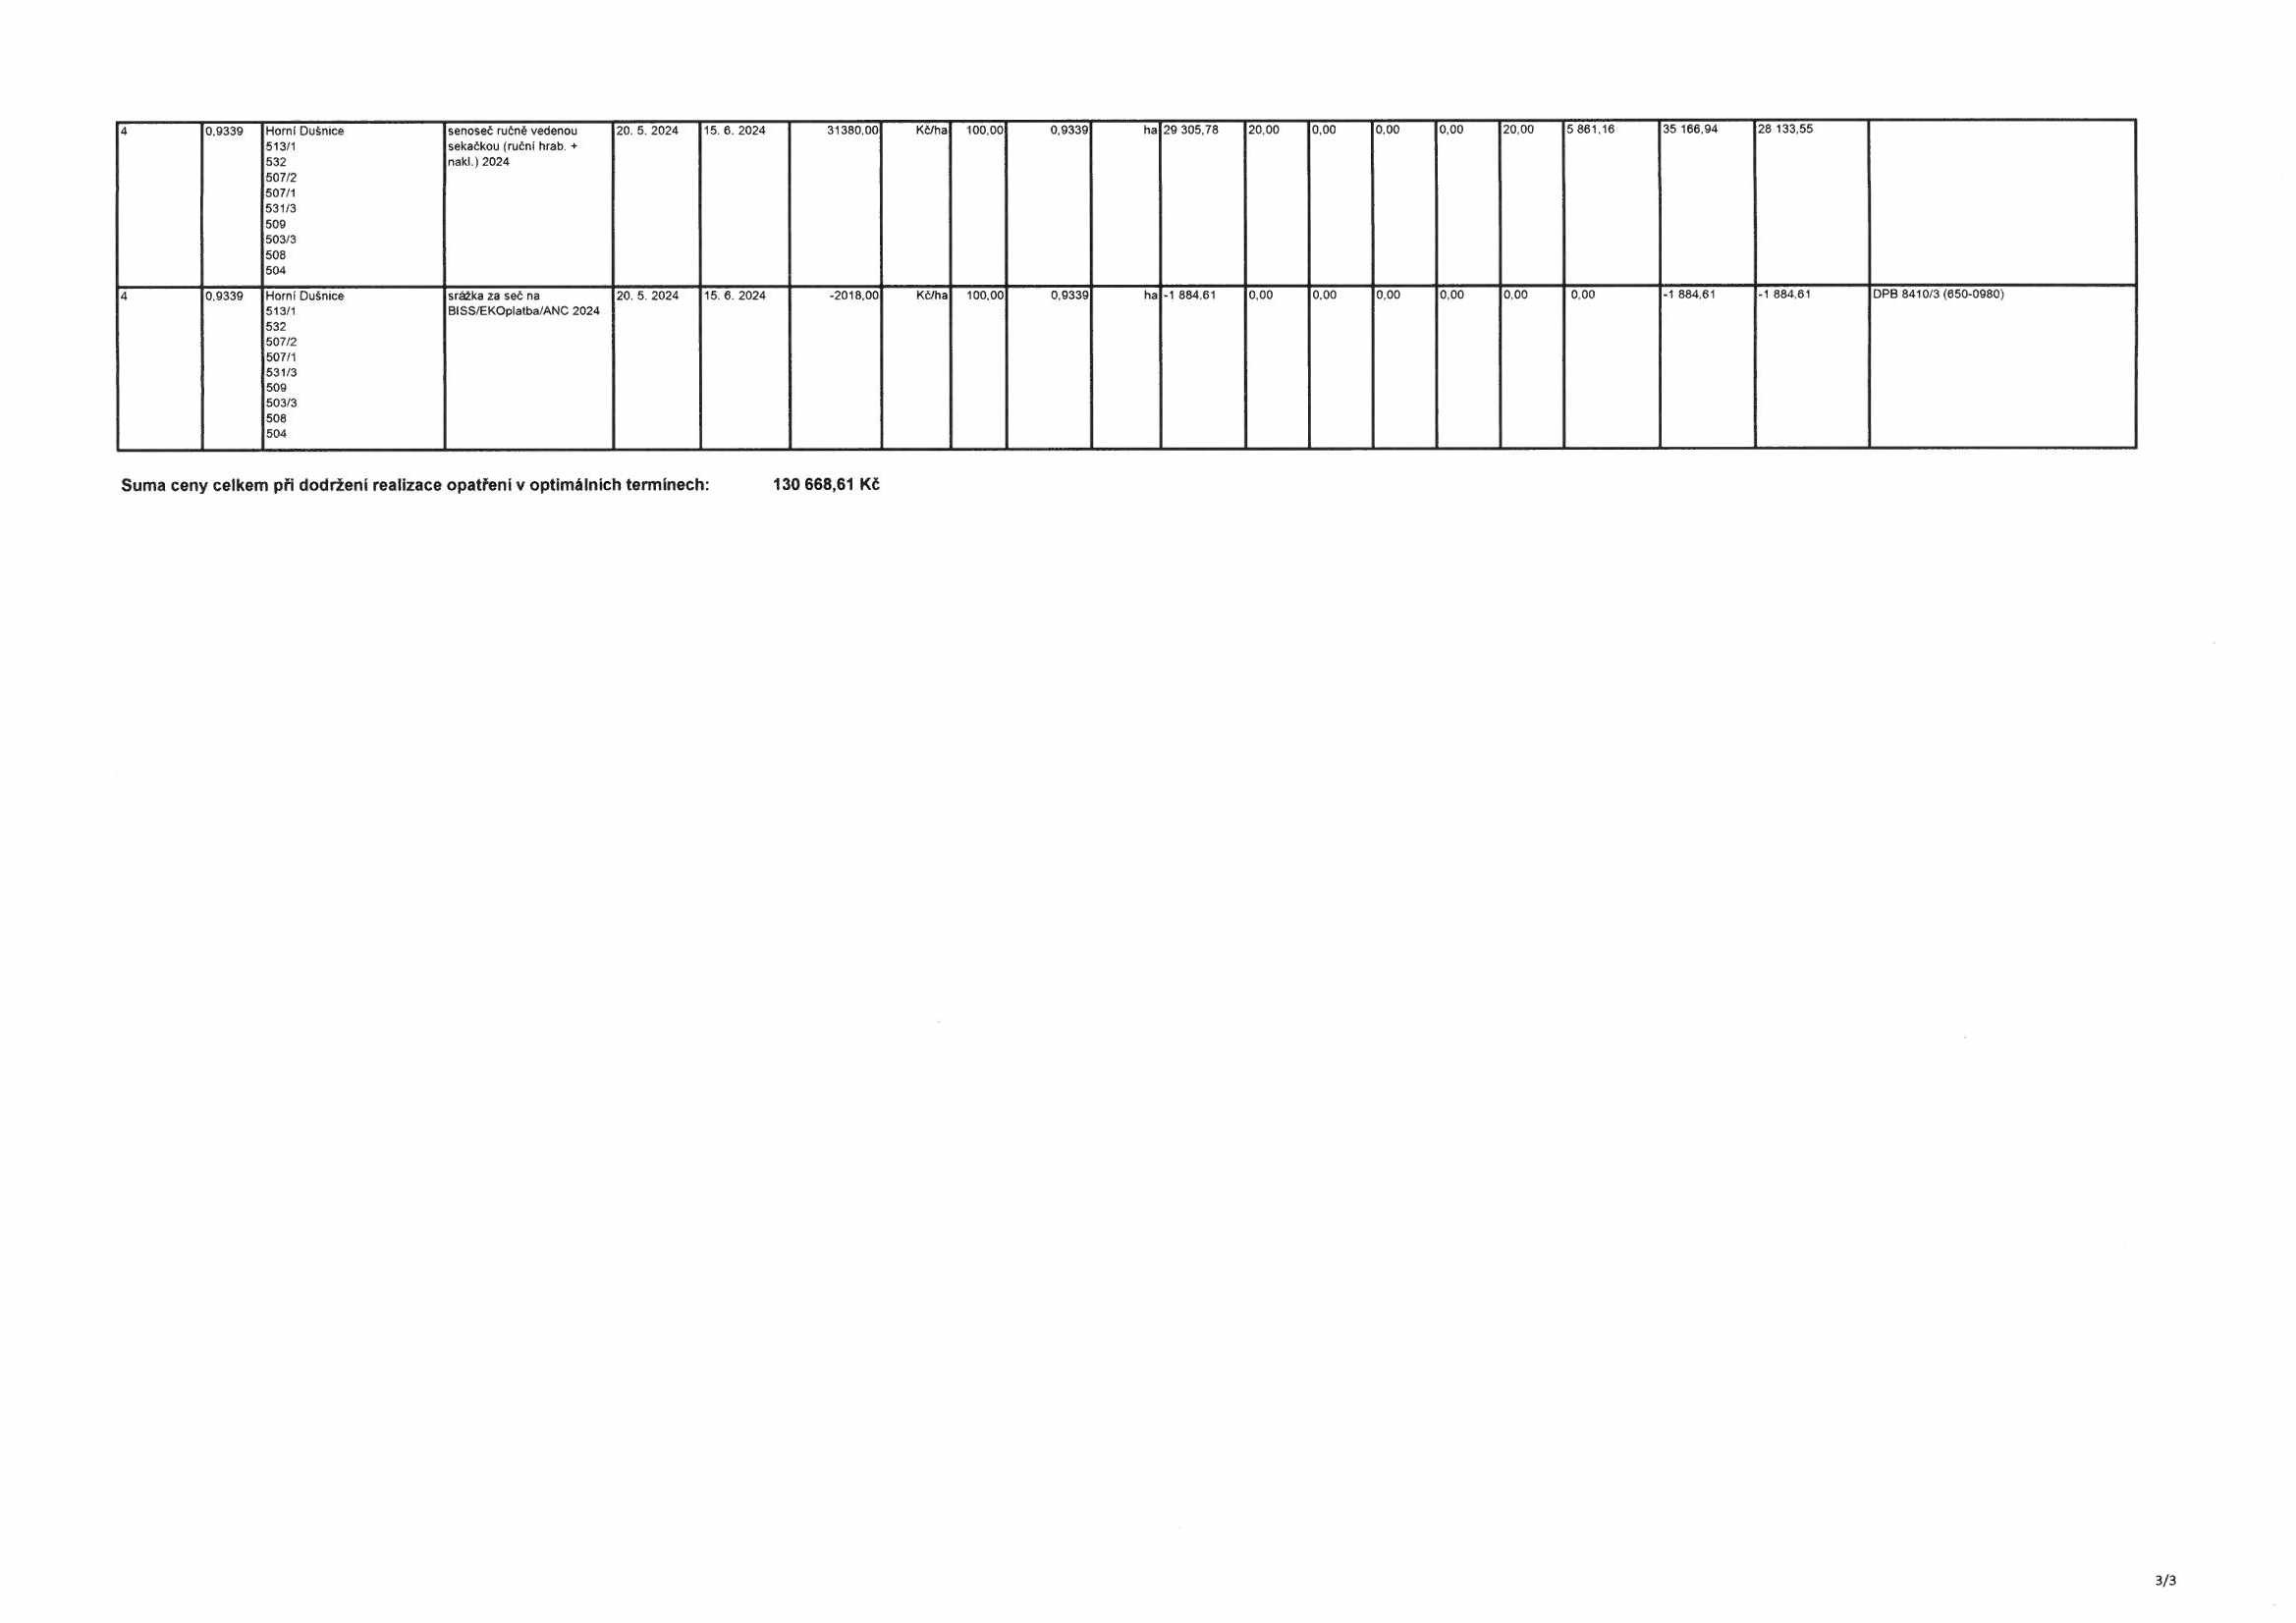 4 0,9339 Horní Dušnice senoseč ručně vedenou 20. 5. 2024 15. 6. 2024 31380,00 Kč/ha 100,00 0,9339 ha 29 305,78 20,00 0,00 0,00 0,00 20,00 5 861,16 35 166,94 28 133,55
513/1 sekačkou (ruční hrab. +
532 nakl.) 2024
507/2
507/1
531/3
509
503/3
508
504
4 0,9339 Horní Dušnice srážka za seč na 20. 5. 2024 15. 6. 2024 -2018,00 Kč/ha 100,00 0,9339 ha -1 884,61 0,00 0,00 0,00 0,00 0,00 0,00 -1 884,61 -1 884,61 DPB 8410/3 (650-0980)
513/1 BISS/EKOplatba/ANC 2024
532
507/2
507/1
531/3
509
503/3
508
504
Suma ceny celkem při dodržení realizace opatření v optimálních termínech: 130 668,61 Kč
3/3